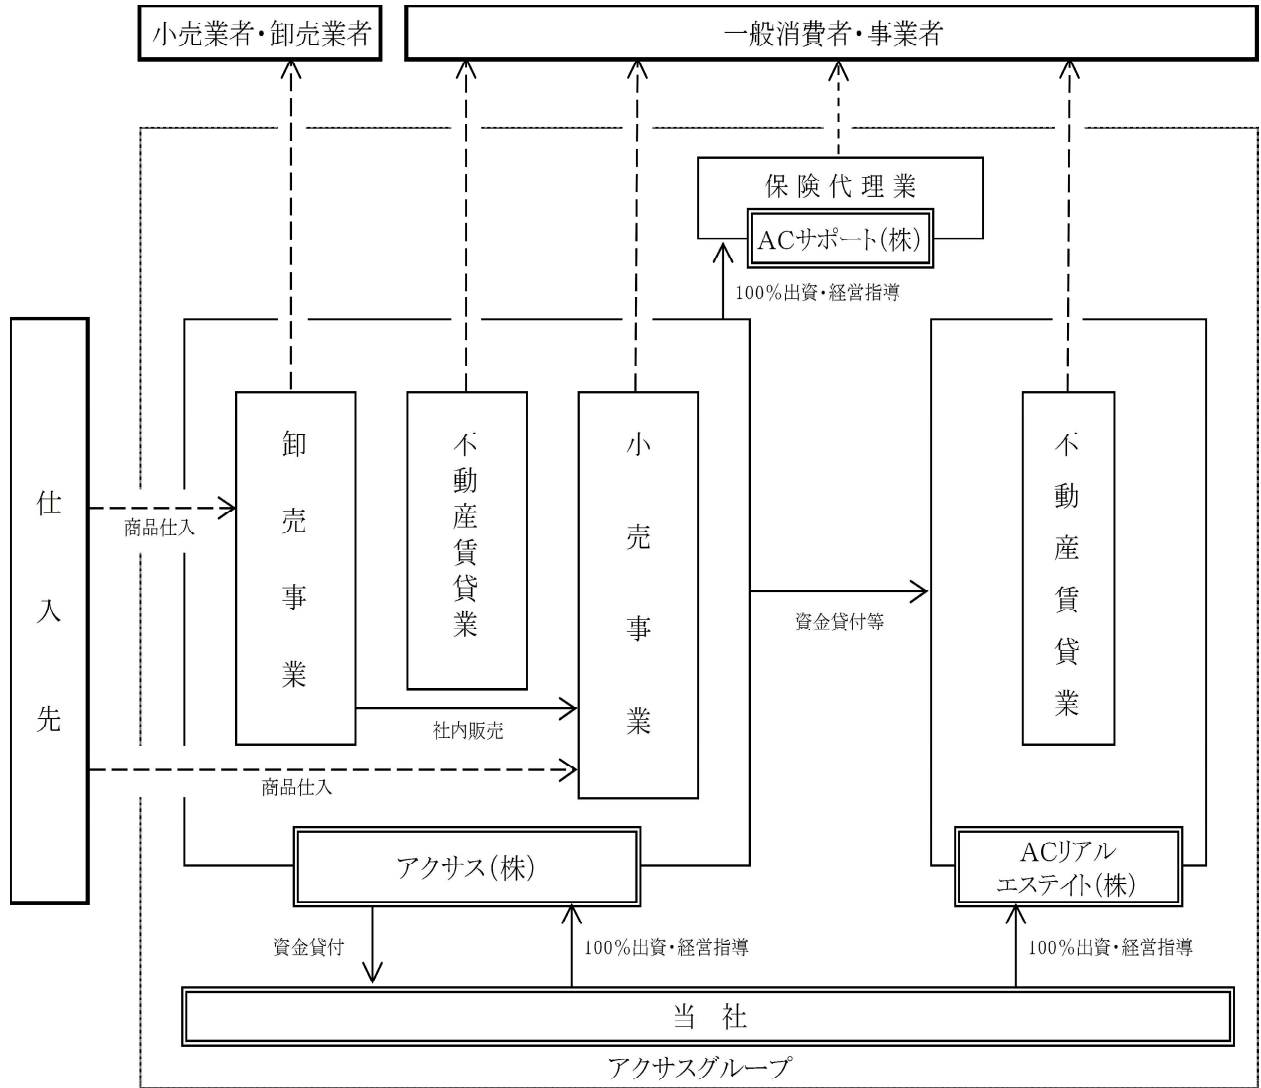 小売業者・卸売業者
一般消費者・事業者
保険代理業
ACサポート(株)
100%出資・経営指導
仕入先
商品仕入
卸売事業
不動産賃貸業
小売事業
不動産賃貸業
資金貸付等
社内販売
商品仕入
アクサス(株)
ACリアル
エステイト(株)
資金貸付
100%出資・経営指導
100%出資・経営指導
当 社
アクサスグループ